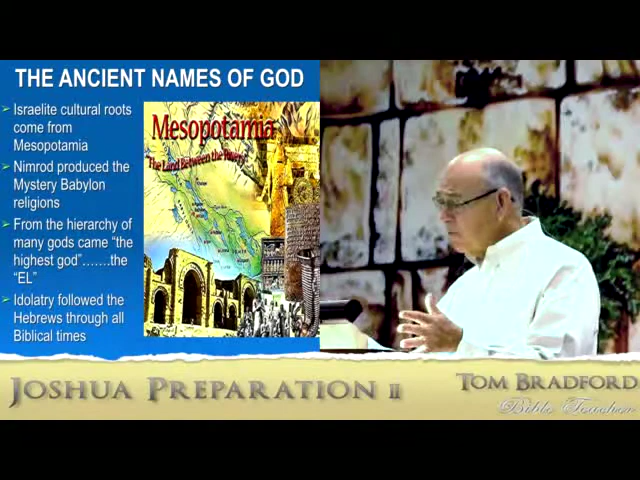 THE ANCIENT NAMES OF GOD
➢ Israelite cultural roots
come from
Mesopotamia
➢ Nimrod produced the
Mystery Babylon
religions
➢ From the hierarchy of
many gods came “the
highest god”…….the
“EL”
➢ Idolatry followed the
Hebrews through all
Biblical times
Mesopotamia
"The Land Between the Rivers"
JOSHUA PREPARATION II
TOM BRADFORD
Bible Teacher